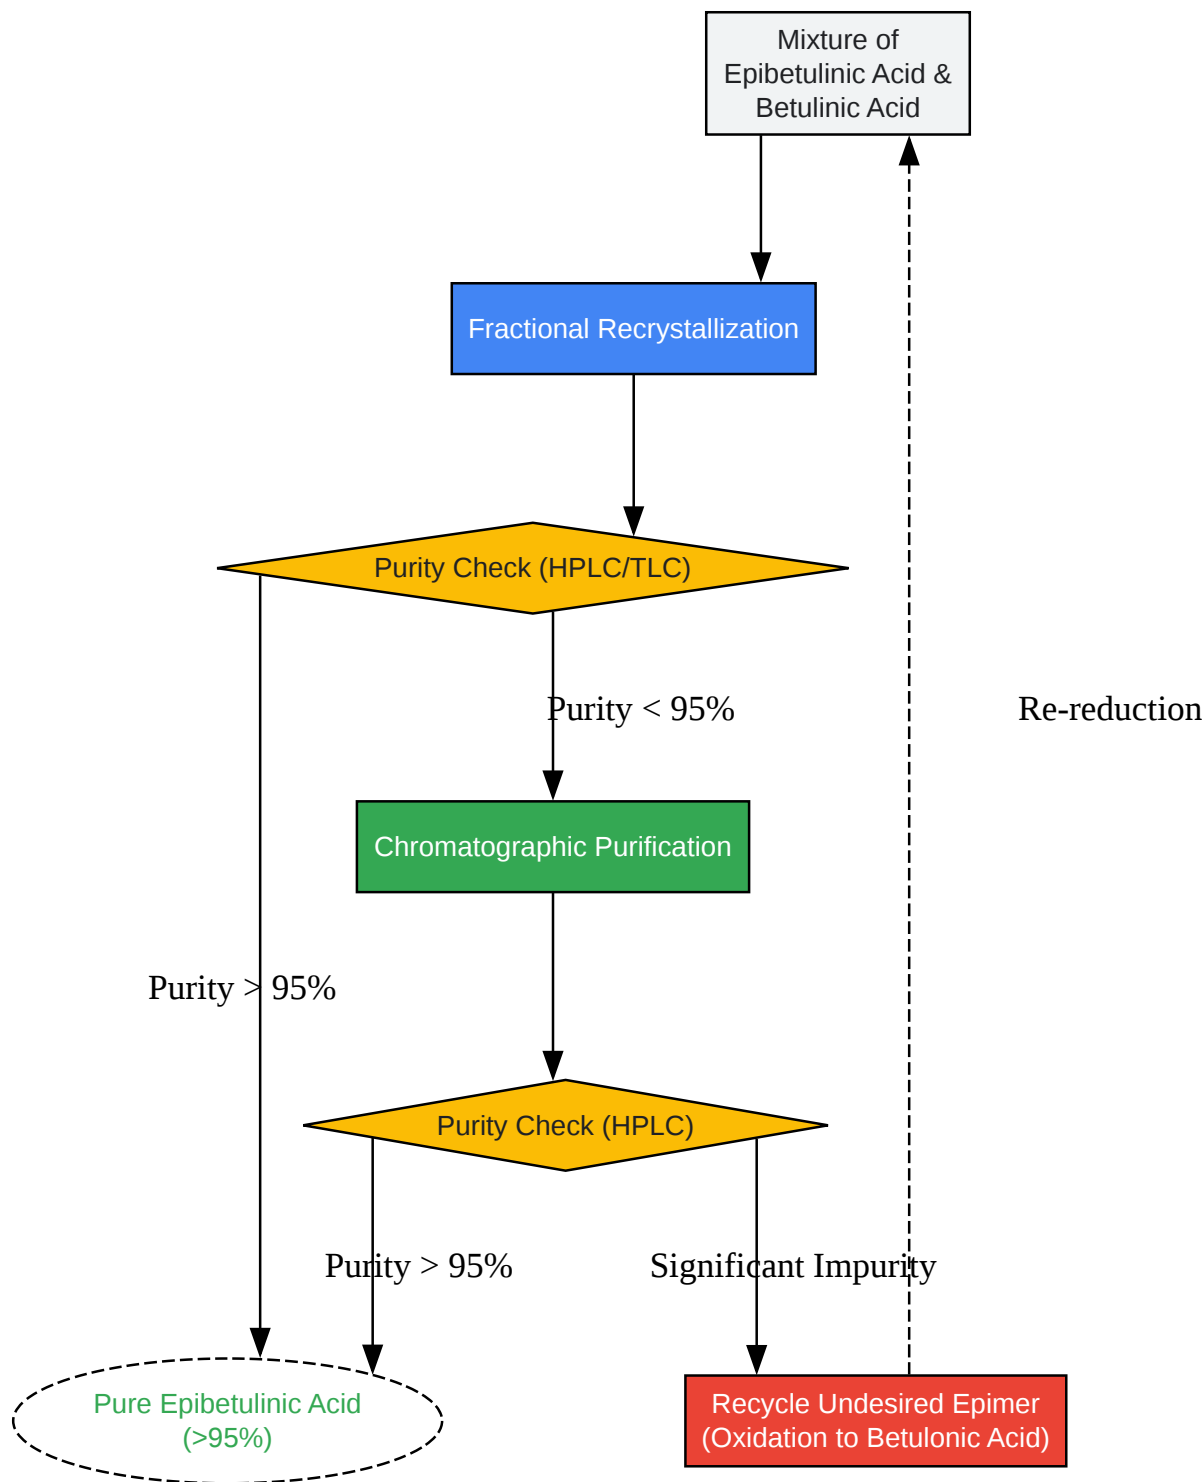 Mixture of
Epibetulinic Acid &
Betulinic Acid
Fractional Recrystallization
Purity Check (HPLC/TLC)
Purity < 95%
Re-reduction
Chromatographic Purification
Purity > 95%
Purity Check (HPLC)
Purity > 95%
Significant Impurity
Pure Epibetulinic Acid
(>95%)
Recycle Undesired Epimer
(Oxidation to Betulonic Acid)